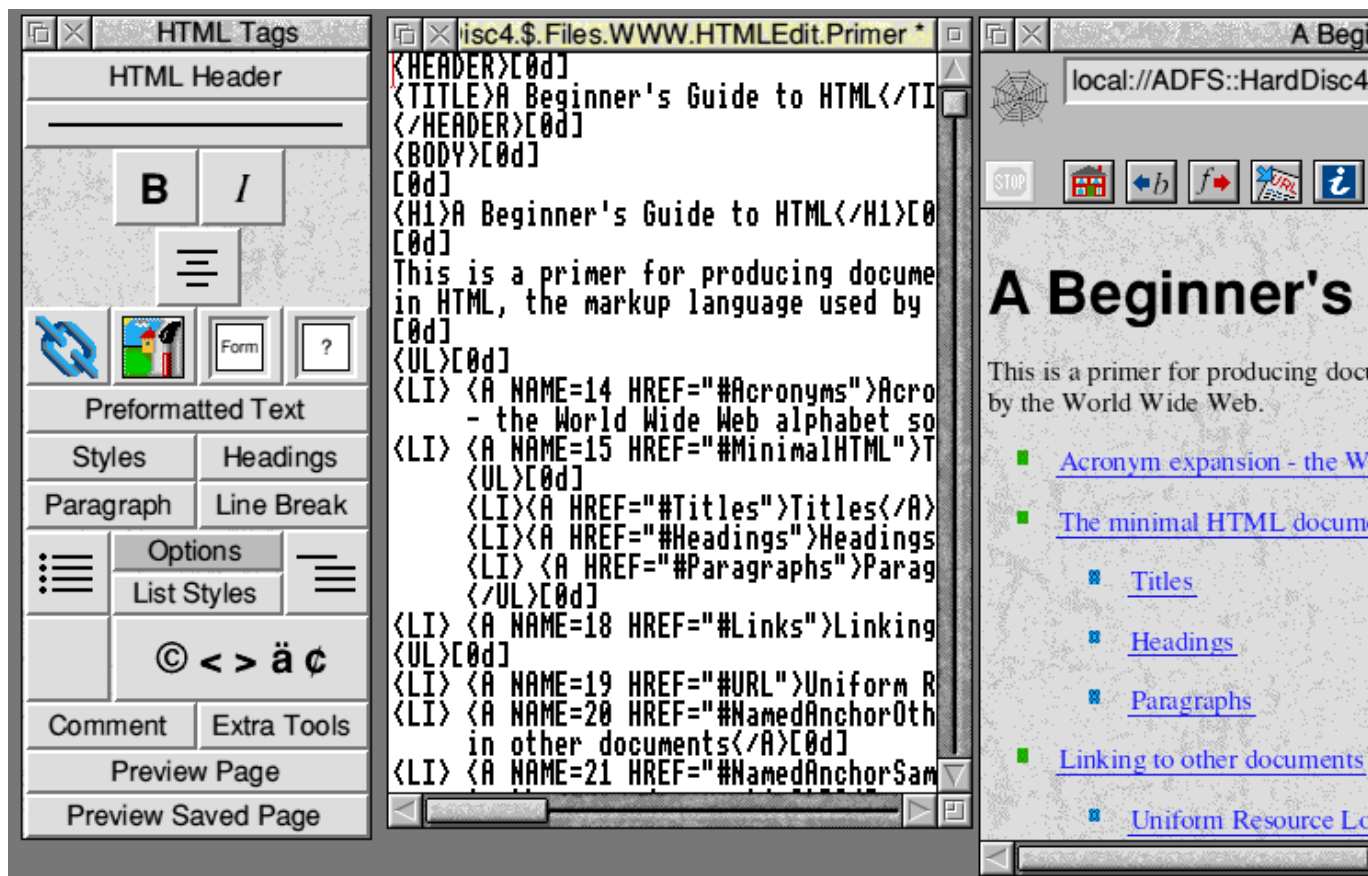 HTML Tags
HTML Header
B I
Form ?
Preformatted Text
Styles Headings
Paragraph Line Break
Options
List Styles
© < > ä ¢
Comment Extra Tools
Preview Page
Preview Saved Page
isc4.$.Files.WWW.HTMLEdit.Primer *
<HEADER>[0d]
<TITLE>A Beginner's Guide to HTML</TI
</HEADER>[0d]
<BODY>[0d]
[0d]
<H1>A Beginner's Guide to HTML</H1>[0
[0d]
This is a primer for producing docume
in HTML, the markup language used by
[0d]
<UL>[0d]
<LI> <A NAME=14 HREF="#Acronyms">Acro
- the World Wide Web alphabet so
<LI> <A NAME=15 HREF="#MinimalHTML">T
<UL>[0d]
<LI><A HREF="#Titles">Titles</A>
<LI><A HREF="#Headings">Headings
<LI> <A HREF="#Paragraphs">Parag
</UL>[0d]
<LI> <A NAME=18 HREF="#Links">Linking
<UL>[0d]
<LI> <A NAME=19 HREF="#URL">Uniform R
<LI> <A NAME=20 HREF="#NamedAnchorOth
in other documents</A>[0d]
<LI> <A NAME=21 HREF="#NamedAnchorSam
A Begi
local://ADFS::HardDisc4
STOP b f URL i
A Beginner's
This is a primer for producing docu
by the World Wide Web.
Acronym expansion - the W
The minimal HTML docum
Titles
Headings
Paragraphs
Linking to other documents
Uniform Resource Lo